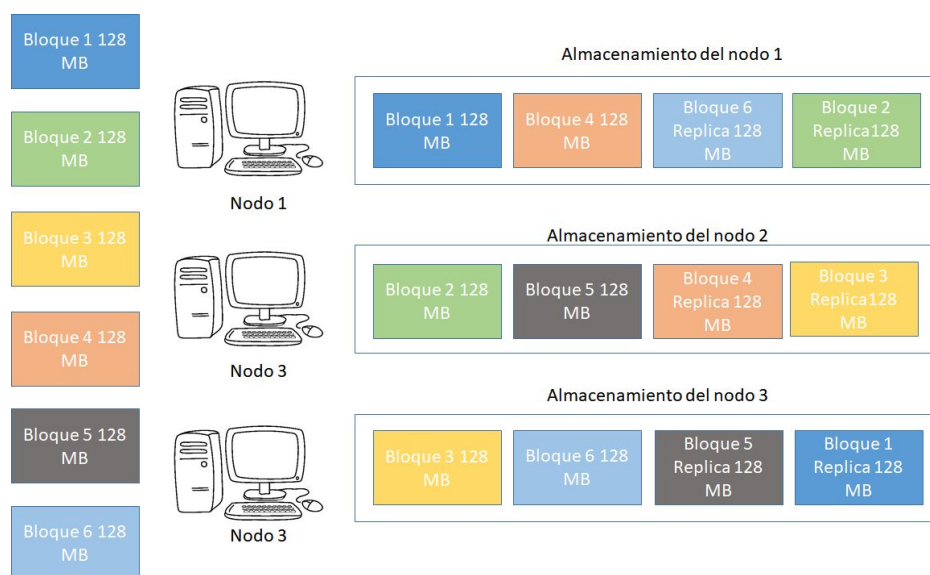 Bloque 1 128
MB
Bloque 2 128
MB
Bloque 3 128
MB
Bloque 4 128
MB
Bloque 5 128
MB
Bloque 6 128
MB
Nodo 1
Nodo 3
Nodo 3
Almacenamiento del nodo 1
Bloque 1 128
MB
Bloque 4 128
MB
Bloque 6
Replica 128
MB
Bloque 2
Replica128
MB
Almacenamiento del nodo 2
Bloque 2 128
MB
Bloque 5 128
MB
Bloque 4
Replica 128
MB
Bloque 3
Replica128
MB
Almacenamiento del nodo 3
Bloque 3 128
MB
Bloque 6 128
MB
Bloque 5
Replica 128
MB
Bloque 1
Replica 128
MB